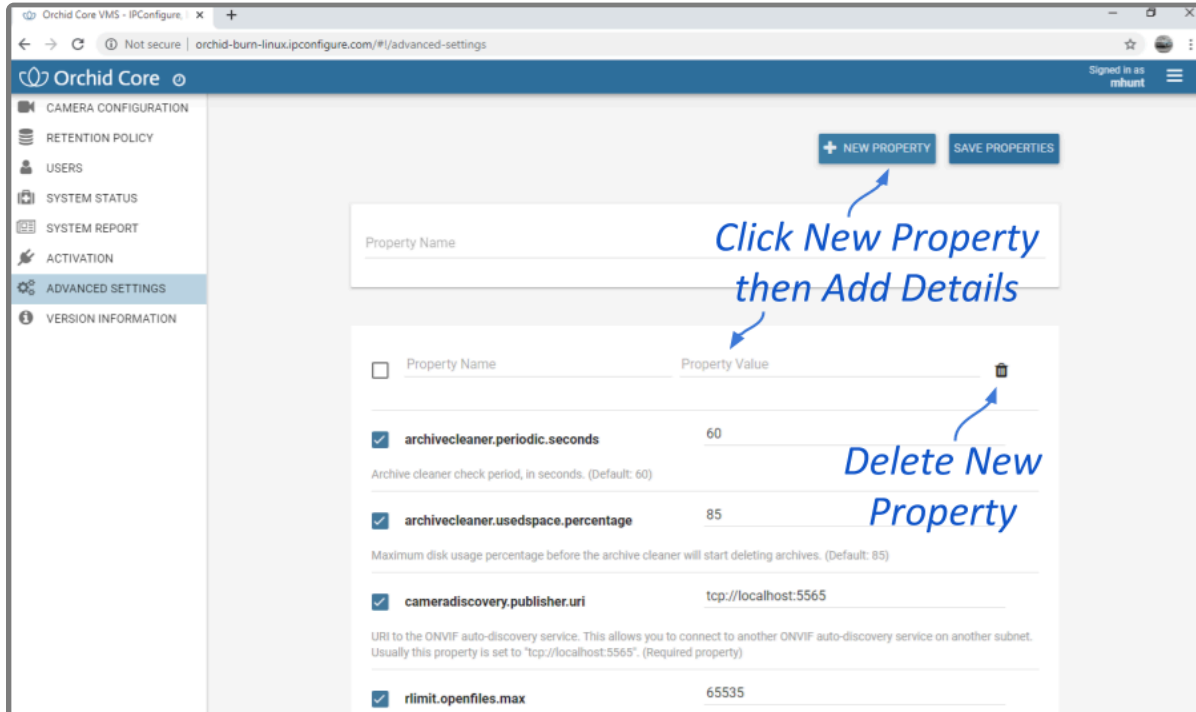 Orchid Core VMS - IPConfigure, I
Not secure | orchid-burn-linux.ipconfigure.com/#!/advanced-settings
Orchid Core
Signed in as
mhunt
CAMERA CONFIGURATION
RETENTION POLICY
USERS
SYSTEM STATUS
SYSTEM REPORT
ACTIVATION
ADVANCED SETTINGS
VERSION INFORMATION
+ NEW PROPERTY
SAVE PROPERTIES
Property Name
Click New Property
then Add Details
Property Name Property Value
archivecleaner.periodic.seconds 60
Archive cleaner check period, in seconds. (Default: 60)
Delete New
Property
archivecleaner.usedspace.percentage 85
Maximum disk usage percentage before the archive cleaner will start deleting archives. (Default: 85)
cameradiscovery.publisher.uri tcp://localhost:5565
URI to the ONVIF auto-discovery service. This allows you to connect to another ONVIF auto-discovery service on another subnet.
Usually this property is set to "tcp://localhost:5565". (Required property)
rlimit.openfiles.max 65535